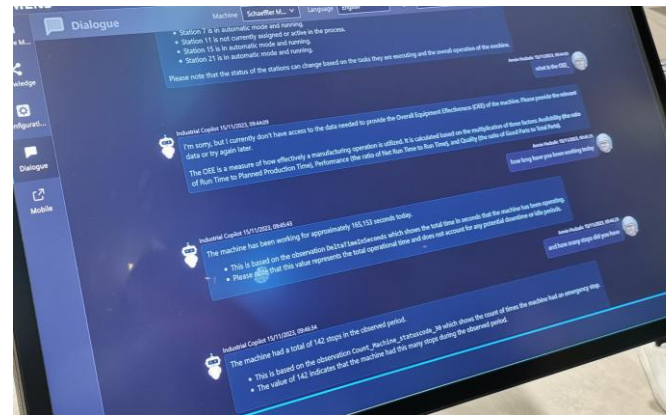 Machine Schaeffler M... Language English
Dialogue
Dialogue
Mobile
• Station 7 is in automatic mode and running.
• Station 11 is not currently assigned or active in the process.
• Station 15 is in automatic mode and running.
• Station 21 is in automatic mode and running.
Please note that the status of the stations can change based on the tasks they are executing and the overall operation of the machine.
what is the OEE
Industrial Copilot 15/11/2023,
I'm sorry, but I currently don't have access to the data needed to provide the Overall Equipment Effectiveness (OEE) of the machine. Please provide the relevant
data or try again later.
The OEE is a measure of how effectively a manufacturing operation is utilized. It is calculated based on the multiplication of three factors: Availability (the ratio
of Run Time to Planned Production Time), Performance (the ratio of Net Run Time to Run Time), and Quality (the ratio of Good Parts to Total Parts).
how long have you been working today
Industrial Copilot 15/11/2023, 09:45:43
The machine has been working for approximately 165,153 seconds today.
• This is based on the observation DeltaTimeInSeconds which shows the total time in seconds that the machine has been operating.
• Please note that this value represents the total operational time and does not account for any potential downtime or idle periods.
and how many stops did you have
Industrial Copilot 15/11/2023, 09:46:34
The machine had a total of 142 stops in the observed period.
• This is based on the observation Count_Machine_statuscode_30 which shows the count of times the machine had an emergency stop.
• The value of 142 indicates that the machine had this many stops during the observed period.